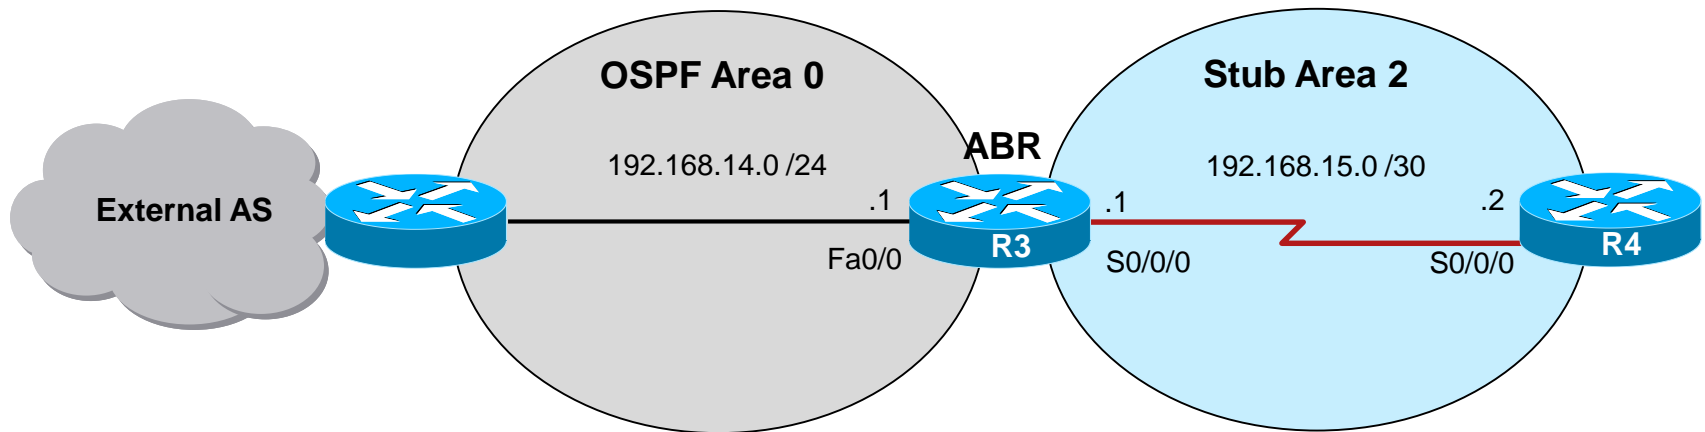 OSPF Area 0
Stub Area 2
ABR
192.168.14.0 /24
192.168.15.0 /30
External AS
.1
.1
.2
R3
R4
Fa0/0
S0/0/0
S0/0/0